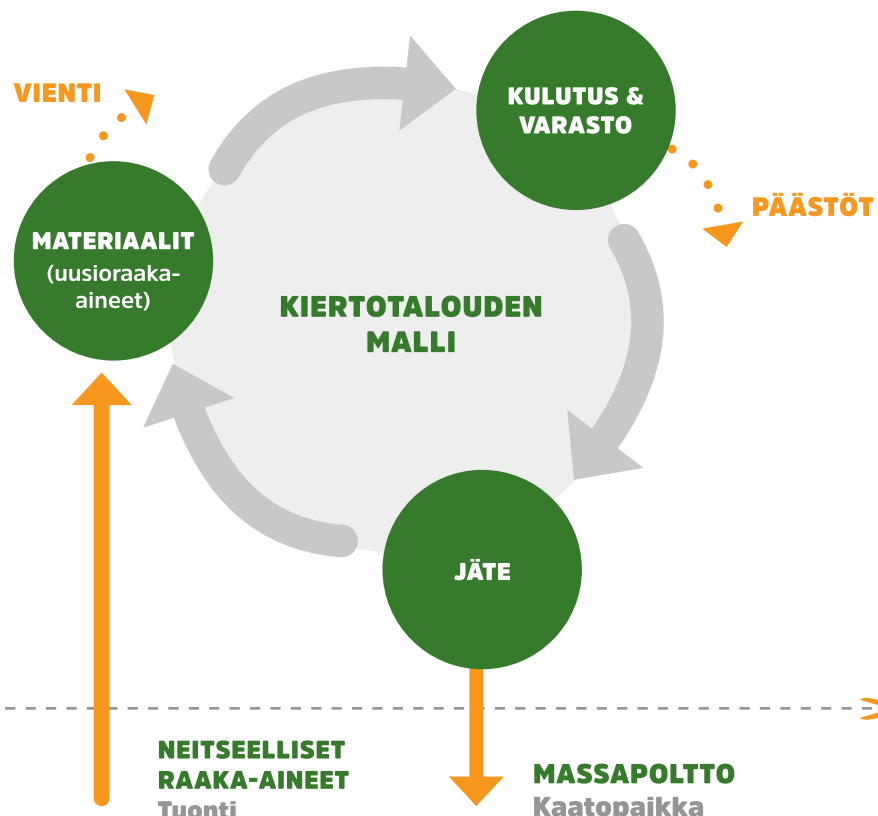 VIENTI
KULUTUS &
VARASTO
PÄÄSTÖT
MATERIAALIT
(uusioraaka-
aineet)
KIERTOTALOUDEN
MALLI
JÄTE
NEITSEELLISET
RAAKA-AINEET
Tuonti
MASSAPOLTTO
Kaatopaikka